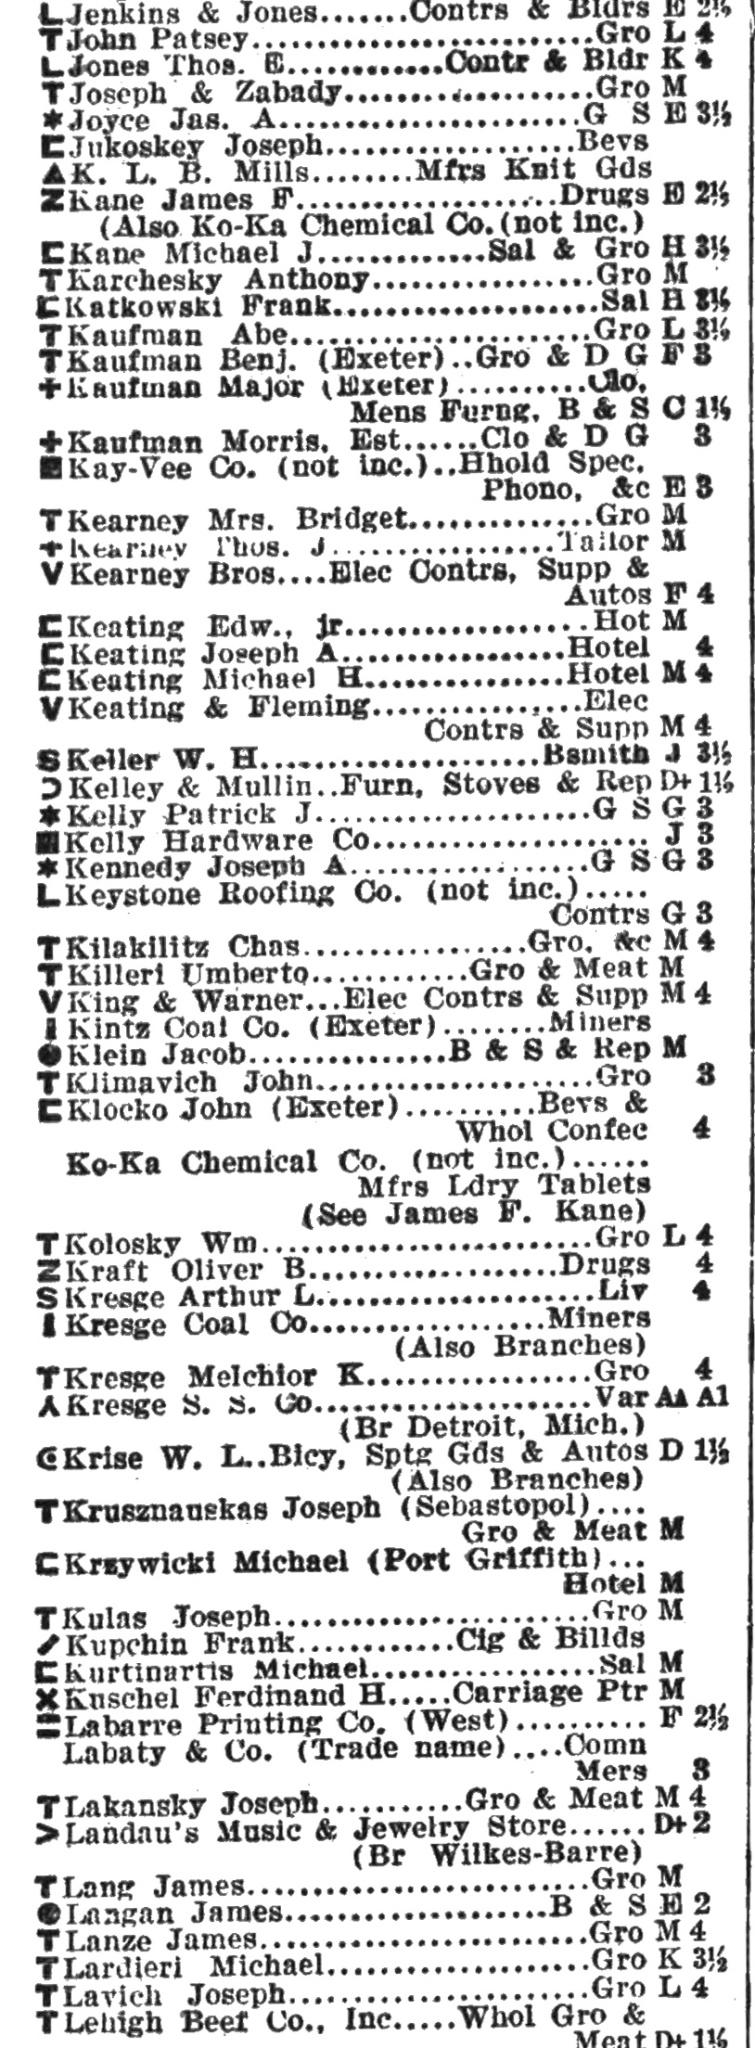 L Jenkins & Jones.......Contrs & Bldrs E 2½
T John Patsey..........................Gro L 4
L Jones Thos. E............Contr & Bldr K 4
T Joseph & Zabady...................Gro M
* Joyce Jas. A.........................G S E 3½
C Jukoskey Joseph...................Bevs
▲ K. L. B. Mills........Mfrs Knit Gds
Z Kane James F....................Drugs E 2½
(Also Ko-Ka Chemical Co. (not inc.)
C Kane Michael J............Sal & Gro H 3½
T Karchesky Anthony.................Gro M
C Katkowski Frank....................Sal H 3½
T Kaufman Abe.......................Gro L 3½
T Kaufman Benj. (Exeter)..Gro & D G F 3
+ Kaufman Major (Exeter)..........Clo,
Mens Furng, B & S C 1½
+ Kaufman Morris, Est......Clo & D G 3
■ Kay-Vee Co. (not inc.)..Hhold Spec,
Phono, &c E 3
T Kearney Mrs. Bridget..............Gro M
+ Kearney Thos. J.................Tailor M
V Kearney Bros....Elec Contrs, Supp &
Autos F 4
C Keating Edw., jr..................Hot M
C Keating Joseph A...............Hotel 4
C Keating Michael H.............Hotel M 4
V Keating & Fleming................Elec
Contrs & Supp M 4
S Keller W. H.....................Bsmith J 3½
Ɔ Kelley & Mullin..Furn, Stoves & Rep D+ 1½
* Kelly Patrick J.....................G S G 3
■ Kelly Hardware Co..................... J 3
* Kennedy Joseph A..................G S G 3
L Keystone Roofing Co. (not inc.).....
Contrs G 3
T Kilakilitz Chas.................Gro, &c M 4
T Killeri Umberto............Gro & Meat M
V King & Warner...Elec Contrs & Supp M 4
I Kintz Coal Co. (Exeter)........Miners
● Klein Jacob...............B & S & Rep M
T Klimavich John.....................Gro 3
C Klocko John (Exeter)..........Bevs &
Whol Confec 4
Ko-Ka Chemical Co. (not inc.)......
Mfrs Ldry Tablets
(See James F. Kane)
T Kolosky Wm.........................Gro L 4
Z Kraft Oliver B...................Drugs 4
S Kresge Arthur L.....................Liv 4
I Kresge Coal Co.................Miners
(Also Branches)
T Kresge Melchior K.................Gro 4
⅄ Kresge S. S. Co.....................Var AA A1
(Br Detroit, Mich.)
C Krise W. L..Bicy, Sptg Gds & Autos D 1½
(Also Branches)
T Krusznauskas Joseph (Sebastopol)....
Gro & Meat M
C Krzywicki Michael (Port Griffith)...
Hotel M
T Kulas Joseph........................Gro M
/ Kupchin Frank............Cig & Billds
C Kurtinartis Michael.................Sal M
X Kuschel Ferdinand H.....Carriage Ptr M
= Labarre Printing Co. (West).......... F 2½
Labaty & Co. (Trade name)....Comn
Mers 3
T Lakansky Joseph...........Gro & Meat M 4
> Landau's Music & Jewelry Store...... D+ 2
(Br Wilkes-Barre)
T Lang James..........................Gro M
● Langan James....................B & S E 2
T Lanze James.........................Gro M 4
T Lardieri Michael....................Gro K 3½
T Lavich Joseph.......................Gro L 4
T Lehigh Beef Co., Inc.....Whol Gro &
Meat D+ 1½